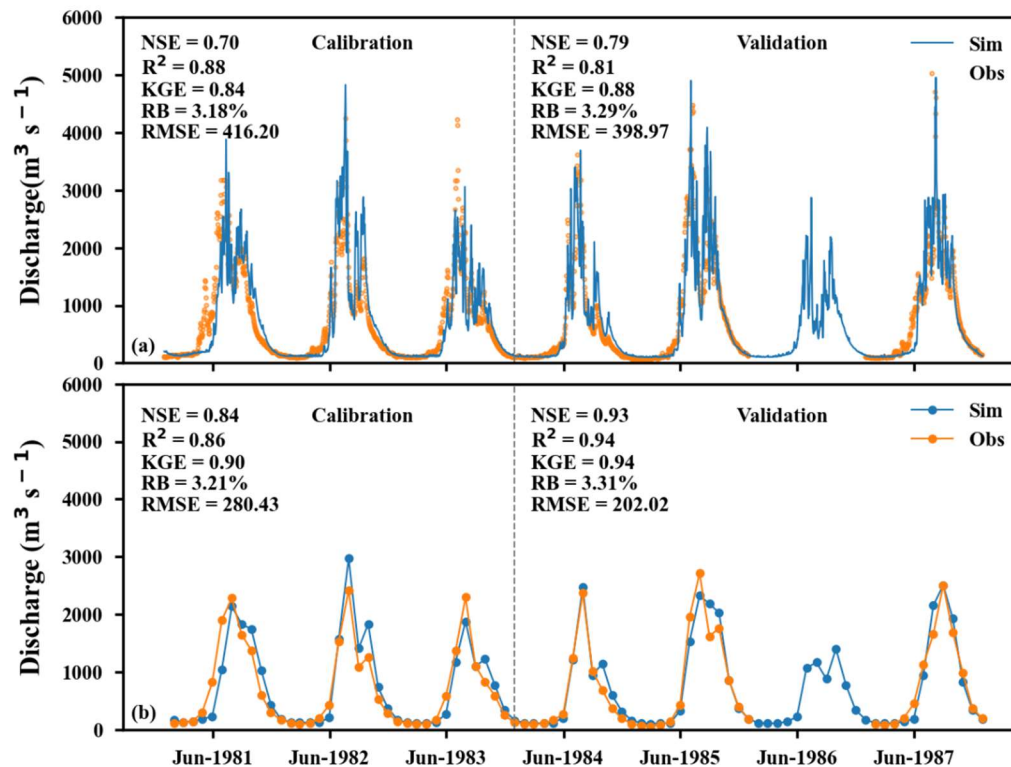 6000
5000
4000
3000
2000
1000
0
Discharge(m³ s⁻¹)
NSE = 0.70
R² = 0.88
KGE = 0.84
RB = 3.18%
RMSE = 416.20
Calibration
NSE = 0.79
R² = 0.81
KGE = 0.88
RB = 3.29%
RMSE = 398.97
Validation
Sim
Obs
(a)
6000
5000
4000
3000
2000
1000
0
Discharge (m³ s⁻¹)
NSE = 0.84
R² = 0.86
KGE = 0.90
RB = 3.21%
RMSE = 280.43
Calibration
NSE = 0.93
R² = 0.94
KGE = 0.94
RB = 3.31%
RMSE = 202.02
Validation
Sim
Obs
(b)
Jun-1981 Jun-1982 Jun-1983 Jun-1984 Jun-1985 Jun-1986 Jun-1987